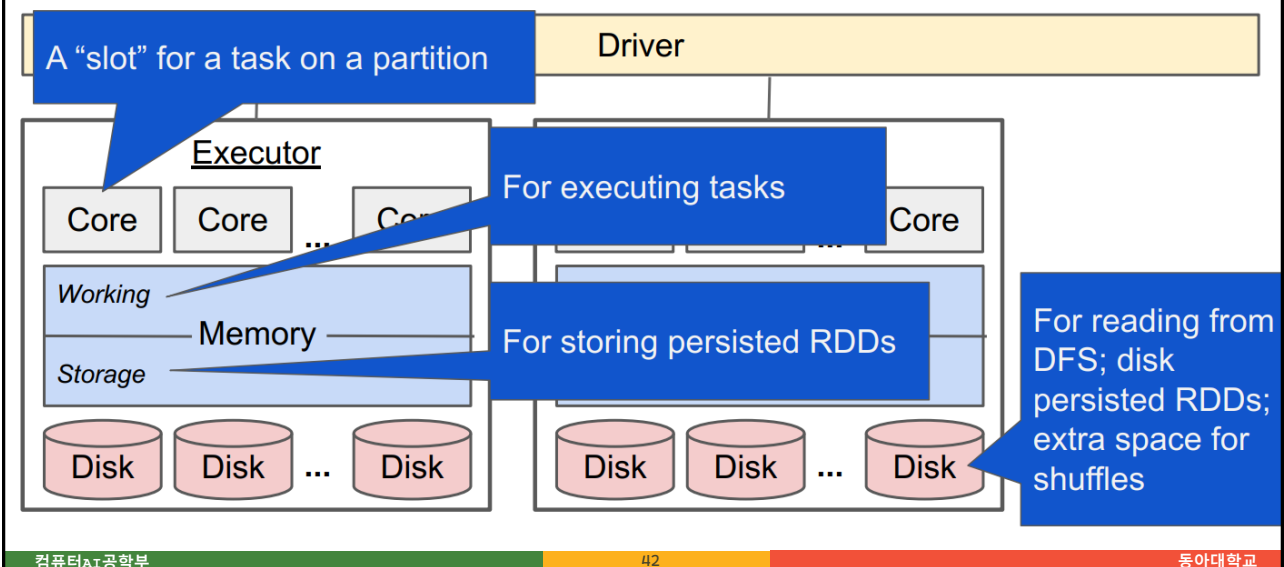 A “slot” for a task on a partition
Driver
Executor
Core
Core
...
Core
For executing tasks
...
Core
Working
Memory
Storage
For storing persisted RDDs
For reading from
DFS; disk
persisted RDDs;
extra space for
shuffles
Disk
Disk
...
Disk
Disk
Disk
...
Disk
컴퓨터AI공학부
42
동아대학교